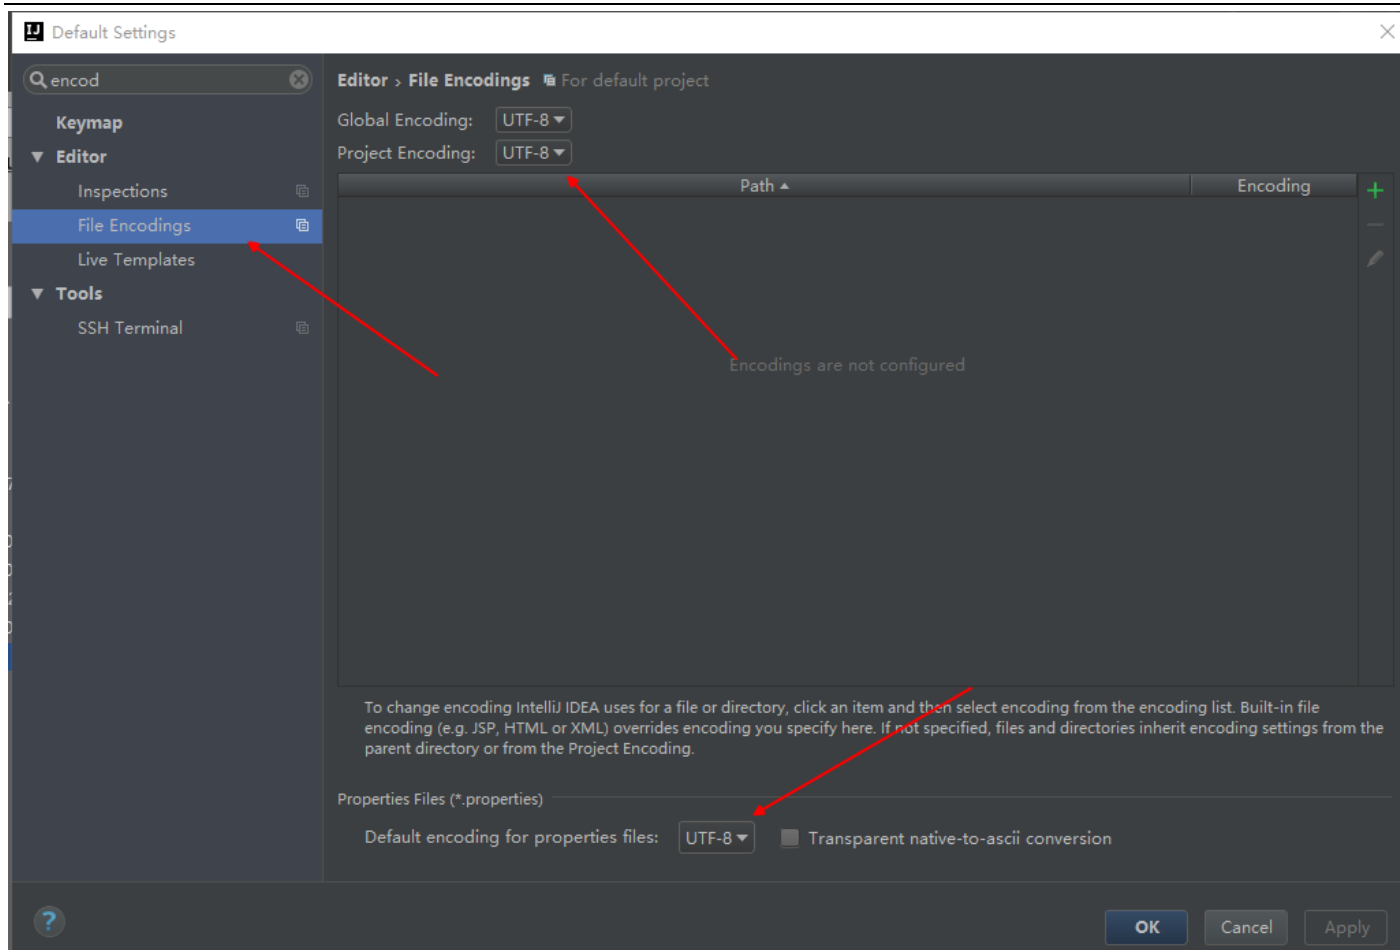 IJ Default Settings
encod
Keymap
Editor
Inspections
File Encodings
Live Templates
Tools
SSH Terminal
Editor › File Encodings For default project
Global Encoding: UTF-8
Project Encoding: UTF-8
Path Encoding
Encodings are not configured
To change encoding IntelliJ IDEA uses for a file or directory, click an item and then select encoding from the encoding list. Built-in file
encoding (e.g. JSP, HTML or XML) overrides encoding you specify here. If not specified, files and directories inherit encoding settings from the
parent directory or from the Project Encoding.
Properties Files (*.properties)
Default encoding for properties files: UTF-8 Transparent native-to-ascii conversion
? OK Cancel Apply